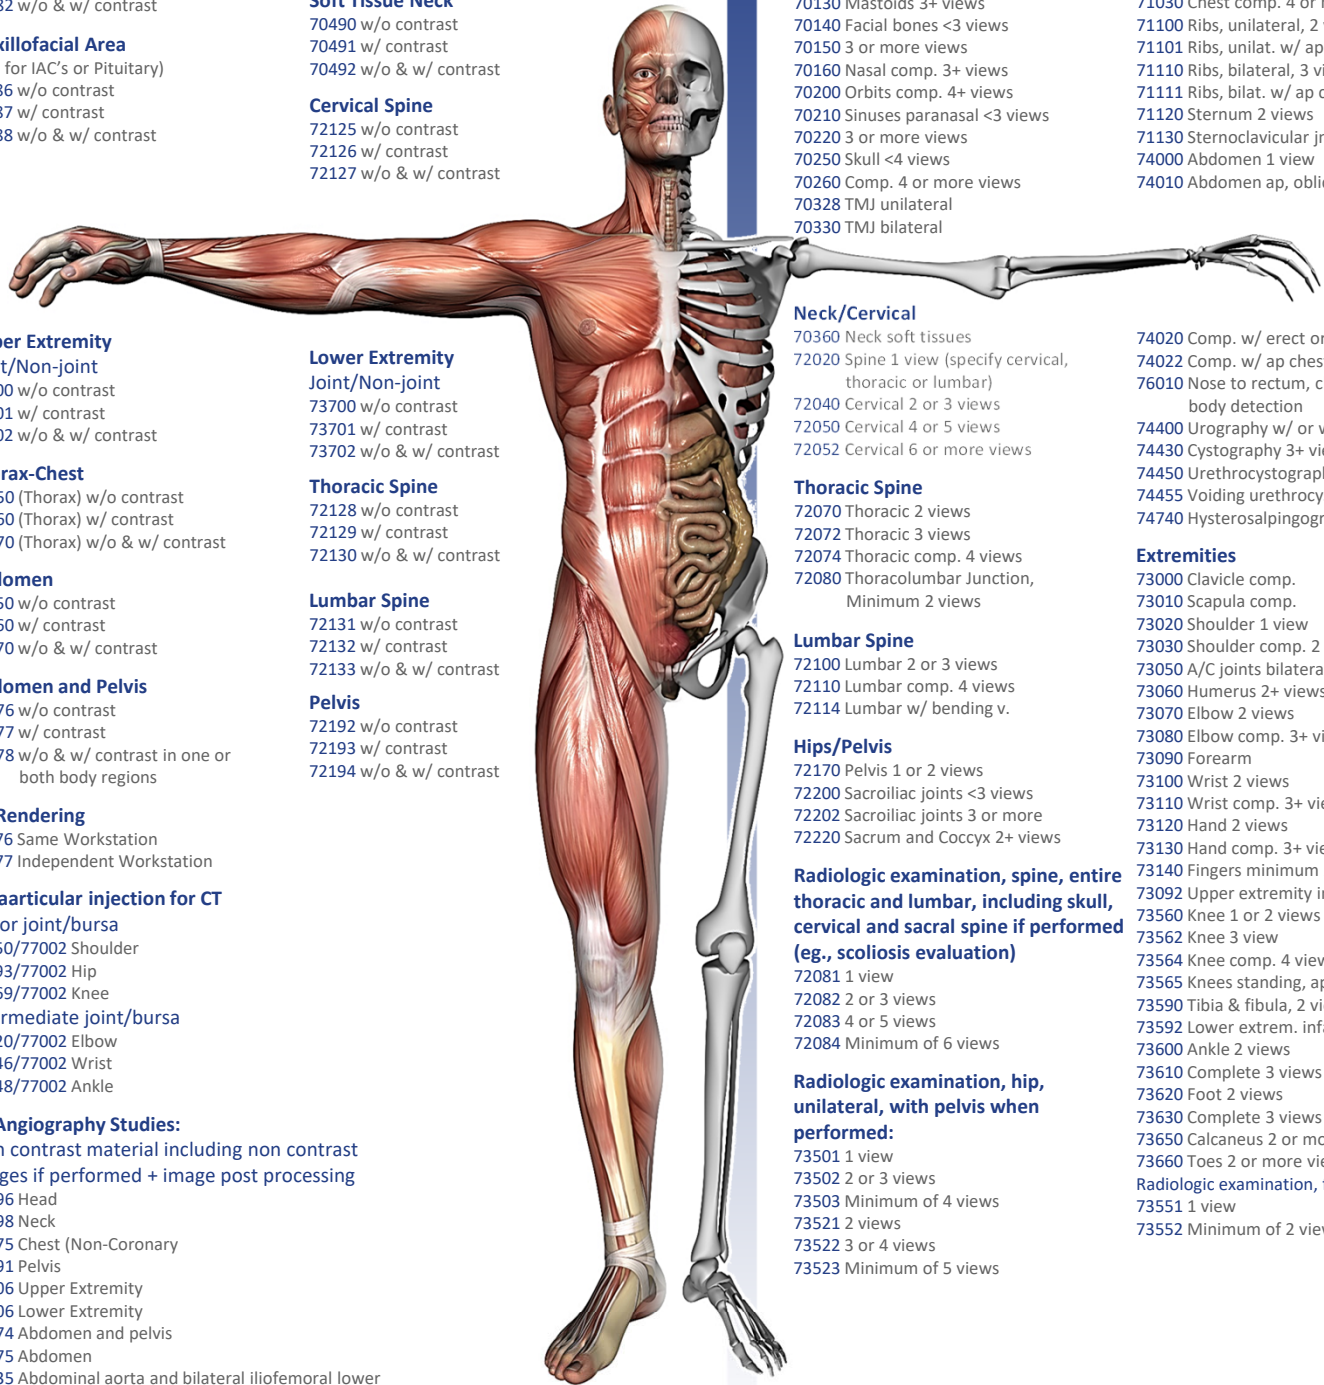 82 w/o & w/ contrast
xillofacial Area
for IAC's or Pituitary)
86 w/o contrast
87 w/ contrast
88 w/o & w/ contrast
per Extremity
t/Non-joint
00 w/o contrast
01 w/ contrast
02 w/o & w/ contrast
rax-Chest
50 (Thorax) w/o contrast
60 (Thorax) w/ contrast
70 (Thorax) w/o & w/ contrast
domen
50 w/o contrast
60 w/ contrast
70 w/o & w/ contrast
domen and Pelvis
76 w/o contrast
77 w/ contrast
78 w/o & w/ contrast in one or
both body regions
Rendering
76 Same Workstation
77 Independent Workstation
aarticular injection for CT
or joint/bursa
50/77002 Shoulder
93/77002 Hip
69/77002 Knee
rmediate joint/bursa
20/77002 Elbow
46/77002 Wrist
48/77002 Ankle
Angiography Studies:
h contrast material including non contrast
ges if performed + image post processing
96 Head
98 Neck
75 Chest (Non-Coronary
91 Pelvis
06 Upper Extremity
06 Lower Extremity
74 Abdomen and pelvis
75 Abdomen
35 Abdominal aorta and bilateral iliofemoral lower
Soft Tissue Neck
70490 w/o contrast
70491 w/ contrast
70492 w/o & w/ contrast
Cervical Spine
72125 w/o contrast
72126 w/ contrast
72127 w/o & w/ contrast
Lower Extremity
Joint/Non-joint
73700 w/o contrast
73701 w/ contrast
73702 w/o & w/ contrast
Thoracic Spine
72128 w/o contrast
72129 w/ contrast
72130 w/o & w/ contrast
Lumbar Spine
72131 w/o contrast
72132 w/ contrast
72133 w/o & w/ contrast
Pelvis
72192 w/o contrast
72193 w/ contrast
72194 w/o & w/ contrast
70130 Mastoids 3+ views
70140 Facial bones <3 views
70150 3 or more views
70160 Nasal comp. 3+ views
70200 Orbits comp. 4+ views
70210 Sinuses paranasal <3 views
70220 3 or more views
70250 Skull <4 views
70260 Comp. 4 or more views
70328 TMJ unilateral
70330 TMJ bilateral
Neck/Cervical
70360 Neck soft tissues
72020 Spine 1 view (specify cervical,
thoracic or lumbar)
72040 Cervical 2 or 3 views
72050 Cervical 4 or 5 views
72052 Cervical 6 or more views
Thoracic Spine
72070 Thoracic 2 views
72072 Thoracic 3 views
72074 Thoracic comp. 4 views
72080 Thoracolumbar Junction,
Minimum 2 views
Lumbar Spine
72100 Lumbar 2 or 3 views
72110 Lumbar comp. 4 views
72114 Lumbar w/ bending v.
Hips/Pelvis
72170 Pelvis 1 or 2 views
72200 Sacroiliac joints <3 views
72202 Sacroiliac joints 3 or more
72220 Sacrum and Coccyx 2+ views
Radiologic examination, spine, entire
thoracic and lumbar, including skull,
cervical and sacral spine if performed
(eg., scoliosis evaluation)
72081 1 view
72082 2 or 3 views
72083 4 or 5 views
72084 Minimum of 6 views
Radiologic examination, hip,
unilateral, with pelvis when
performed:
73501 1 view
73502 2 or 3 views
73503 Minimum of 4 views
73521 2 views
73522 3 or 4 views
73523 Minimum of 5 views
71030 Chest comp. 4 or
71100 Ribs, unilateral, 2
71101 Ribs, unilat. w/ ap
71110 Ribs, bilateral, 3 vi
71111 Ribs, bilat. w/ ap c
71120 Sternum 2 views
71130 Sternoclavicular j
74000 Abdomen 1 view
74010 Abdomen ap, obli
74020 Comp. w/ erect or
74022 Comp. w/ ap chest
76010 Nose to rectum, c
body detection
74400 Urography w/ or w
74430 Cystography 3+ vie
74450 Urethrocystograp
74455 Voiding urethrocy
74740 Hysterosalpingogr
Extremities
73000 Clavicle comp.
73010 Scapula comp.
73020 Shoulder 1 view
73030 Shoulder comp. 2
73050 A/C joints bilatera
73060 Humerus 2+ views
73070 Elbow 2 views
73080 Elbow comp. 3+ vi
73090 Forearm
73100 Wrist 2 views
73110 Wrist comp. 3+ vie
73120 Hand 2 views
73130 Hand comp. 3+ vie
73140 Fingers minimum
73092 Upper extremity i
73560 Knee 1 or 2 views
73562 Knee 3 view
73564 Knee comp. 4 view
73565 Knees standing, ap
73590 Tibia & fibula, 2 vi
73592 Lower extrem. infa
73600 Ankle 2 views
73610 Complete 3 views
73620 Foot 2 views
73630 Complete 3 views
73650 Calcaneus 2 or mo
73660 Toes 2 or more vie
Radiologic examination, f
73551 1 view
73552 Minimum of 2 view